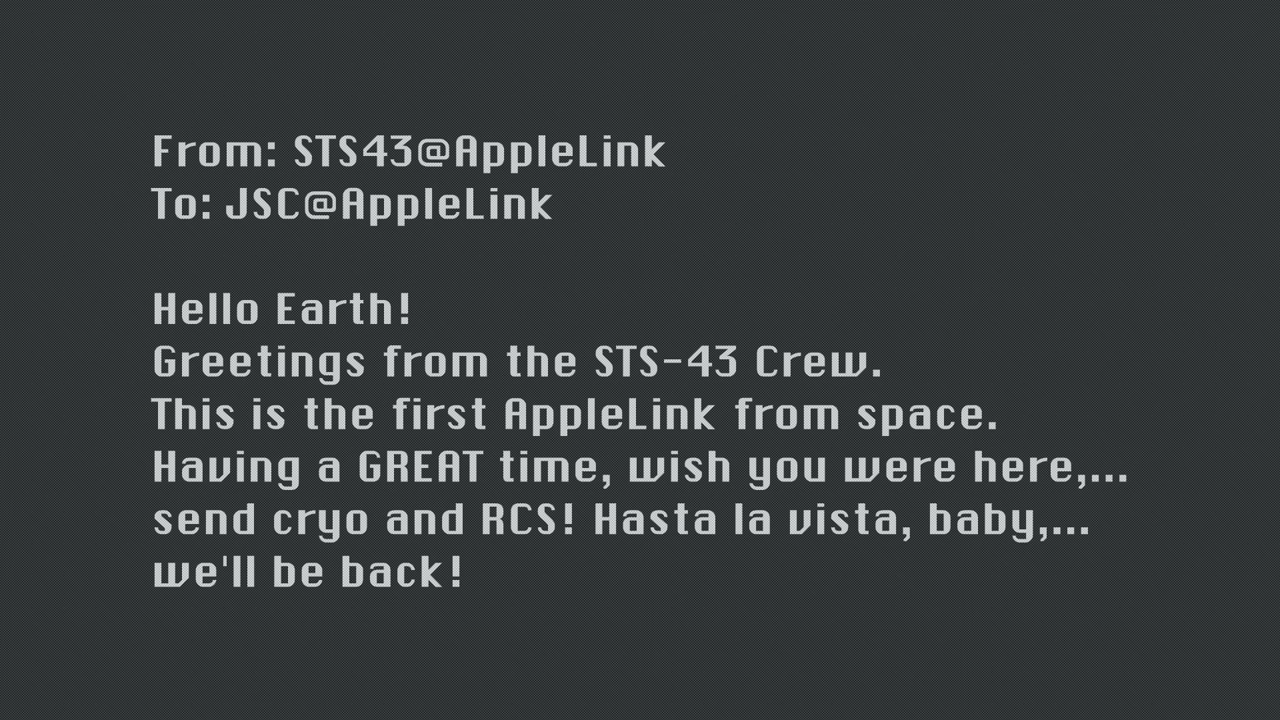 From: STS43@AppleLink
To: JSC@AppleLink
Hello Earth!
Greetings from the STS-43 Crew.
This is the first AppleLink from space.
Having a GREAT time, wish you were here,...
send cryo and RCS! Hasta la vista, baby,...
we'll be back!